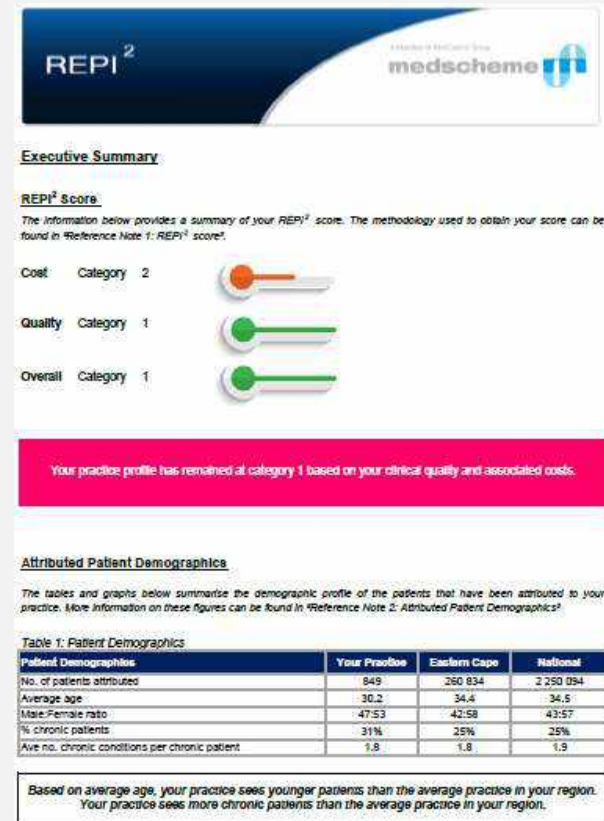 REPI²
medscheme
Executive Summary
REPI² Score
The information below provides a summary of your REPI² score. The methodology used to obtain your score can be
found in "Reference Note 1: REPI² score".
Cost Category 2
Quality Category 1
Overall Category 1
Your practice profile has remained at category 1 based on your clinical quality and associated costs.
Attributed Patient Demographics
The tables and graphs below summarise the demographic profile of the patients that have been attributed to your
practice. More information on these figures can be found in "Reference Note 2: Attributed Patient Demographics"
Table 1: Patient Demographics
Patient Demographics Your Practice Eastern Cape National
No. of patients attributed 849 260 834 2 250 094
Average age 30.2 34.4 34.5
Male:Female ratio 47:53 42:58 43:57
% chronic patients 31% 25% 25%
Ave no. chronic conditions per chronic patient 1.8 1.8 1.9
Based on average age, your practice sees younger patients than the average practice in your region.
Your practice sees more chronic patients than the average practice in your region.